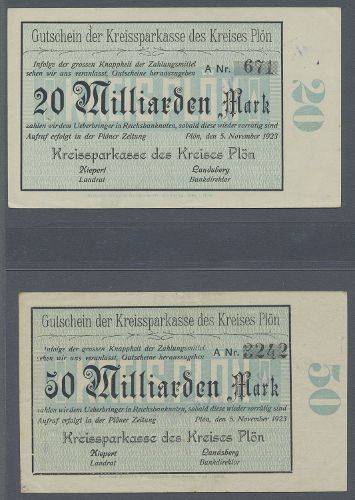 Gutschein der Kreissparkasse des Kreises Plön
Infolge der grossen Knappheit der Zahlungsmittel
sehen wir uns veranlasst, Gutscheine herauszugeben
A Nr. 671
20 Milliarden Mark
20
zahlen wir dem Ueberbringer in Reichsbanknoten, sobald diese wieder vorrätig sind
Aufruf erfolgt in der Plöner Zeitung Plön, den 5. November 1923
Kreissparkasse des Kreises Plön
Kiepert Landsberg
Landrat Bankdirektor
Gutschein der Kreissparkasse des Kreises Plön
Infolge der grossen Knappheit der Zahlungsmittel
sehen wir uns veranlasst, Gutscheine herauszugeben
A Nr. 3242
50 Milliarden Mark
50
zahlen wir dem Ueberbringer in Reichsbanknoten, sobald diese wieder vorrätig sind
Aufruf erfolgt in der Plöner Zeitung Plön, den 5. November 1923
Kreissparkasse des Kreises Plön
Kiepert Landsberg
Landrat Bankdirektor